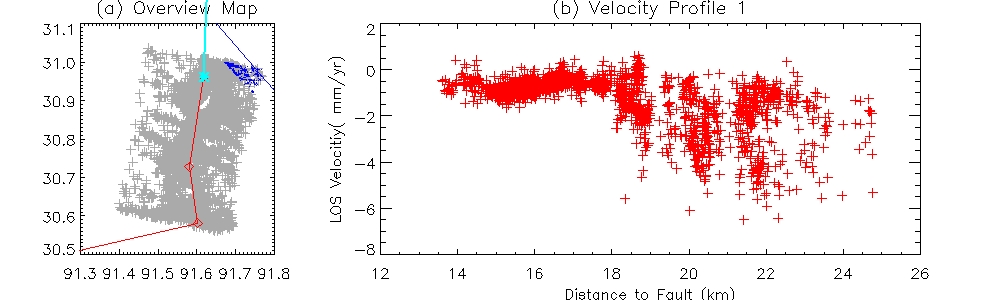 (a) Overview Map
31.1
31.0
30.9
30.8
30.7
30.6
30.5
91.3 91.4 91.5 91.6 91.7 91.8
(b) Velocity Profile 1
LOS Velocity( mm/yr)
2
0
−2
−4
−6
−8
12 14 16 18 20 22 24 26
Distance to Fault (km)